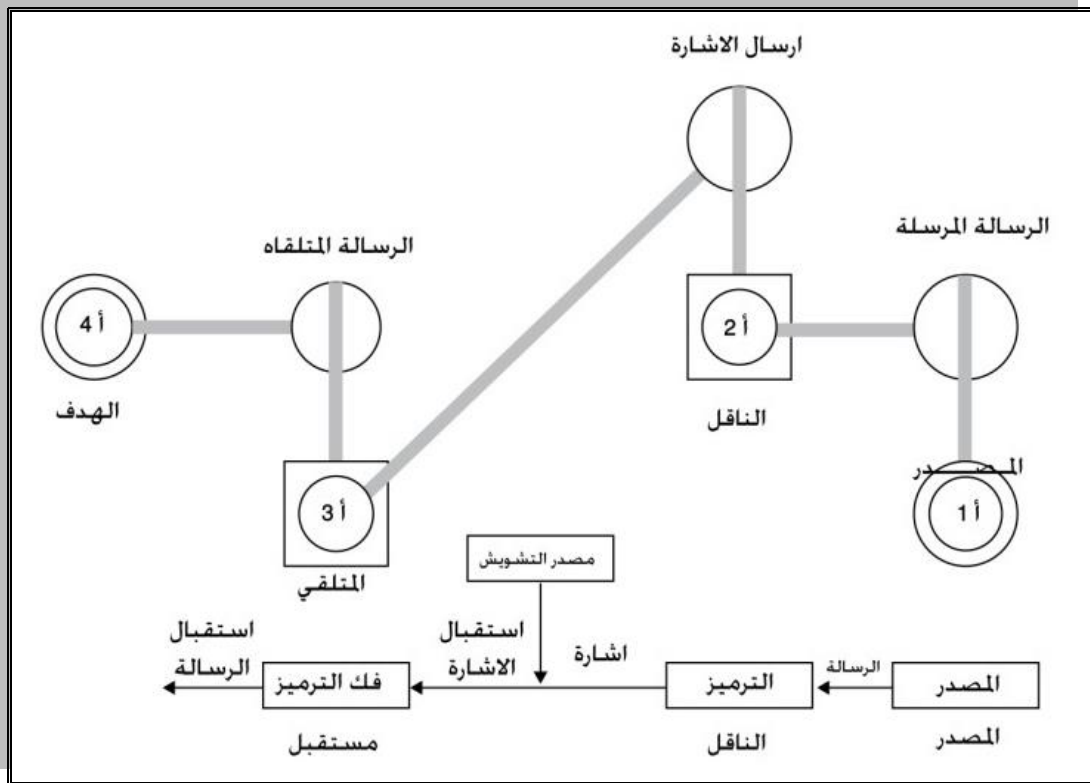 ارسال الاشارة
الرسالة المرسلة
الرسالة المتلقاه
أ 4
أ 2
الهدف
الناقل
المـــصــــــدر
أ 3
أ 1
المتلقي
مصدر التشويش
استقبال
الرسالة
استقبال
الاشارة
اشارة
الرسالة
فك الترميز
الترميز
المصدر
مستقبل
الناقل
المصدر